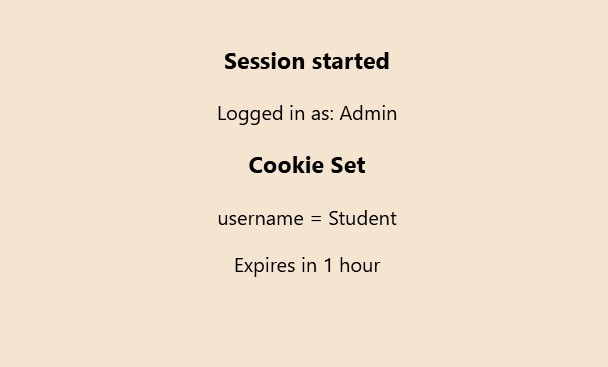 Session started
Logged in as: Admin
Cookie Set
username = Student
Expires in 1 hour